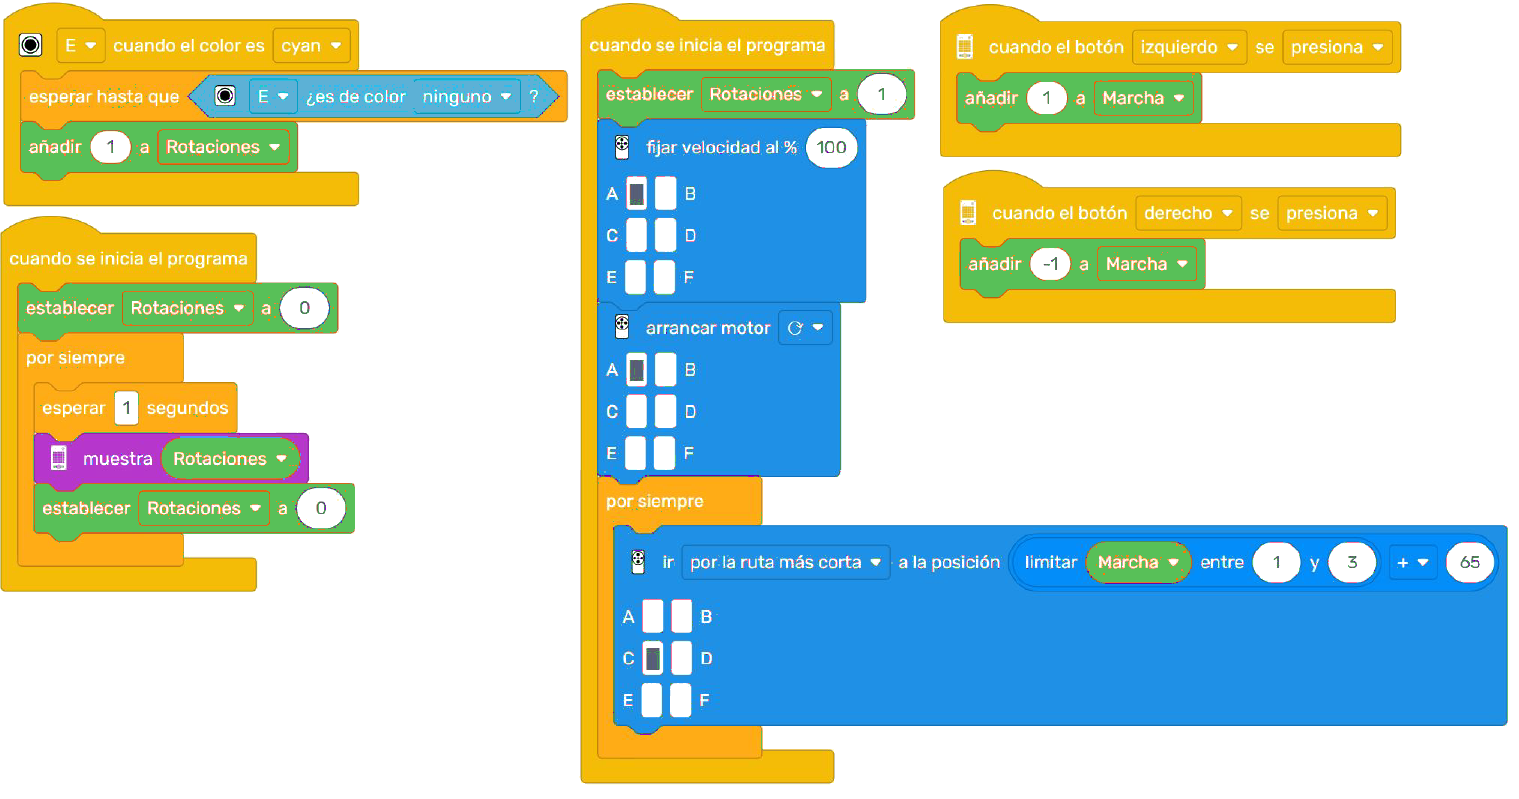 E cuando el color es cyan
esperar hasta que E ¿es de color ninguno ?
añadir 1 a Rotaciones
cuando se inicia el programa
establecer Rotaciones a 0
por siempre
esperar 1 segundos
muestra Rotaciones
establecer Rotaciones a 0
cuando se inicia el programa
establecer Rotaciones a 1
fijar velocidad al % 100
A B
C D
E F
arrancar motor
A B
C D
E F
por siempre
ir por la ruta más corta a la posición limitar Marcha entre 1 y 3 + 65
A B
C D
E F
cuando el botón izquierdo se presiona
añadir 1 a Marcha
cuando el botón derecho se presiona
añadir -1 a Marcha